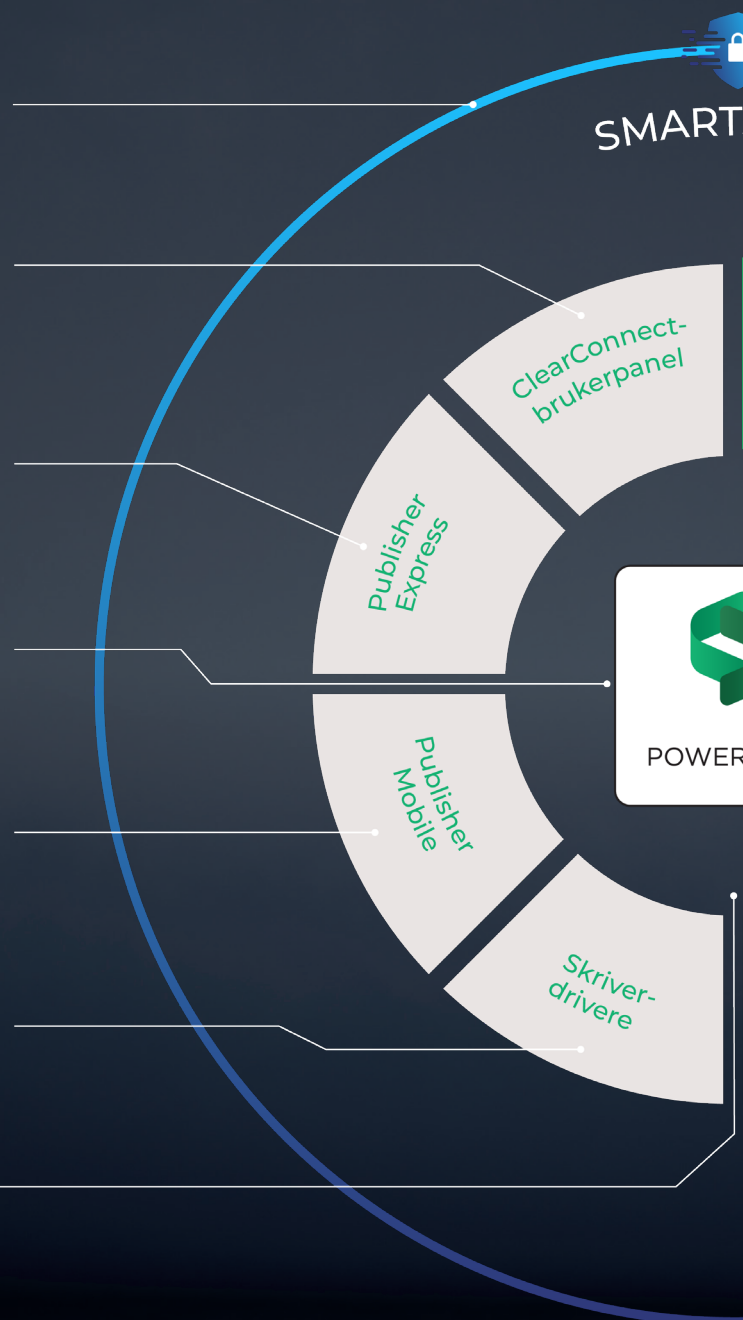 SMART
ClearConnect-
brukerpanel
Publisher
Express
POWER
Publisher
Mobile
Skriver-
drivere